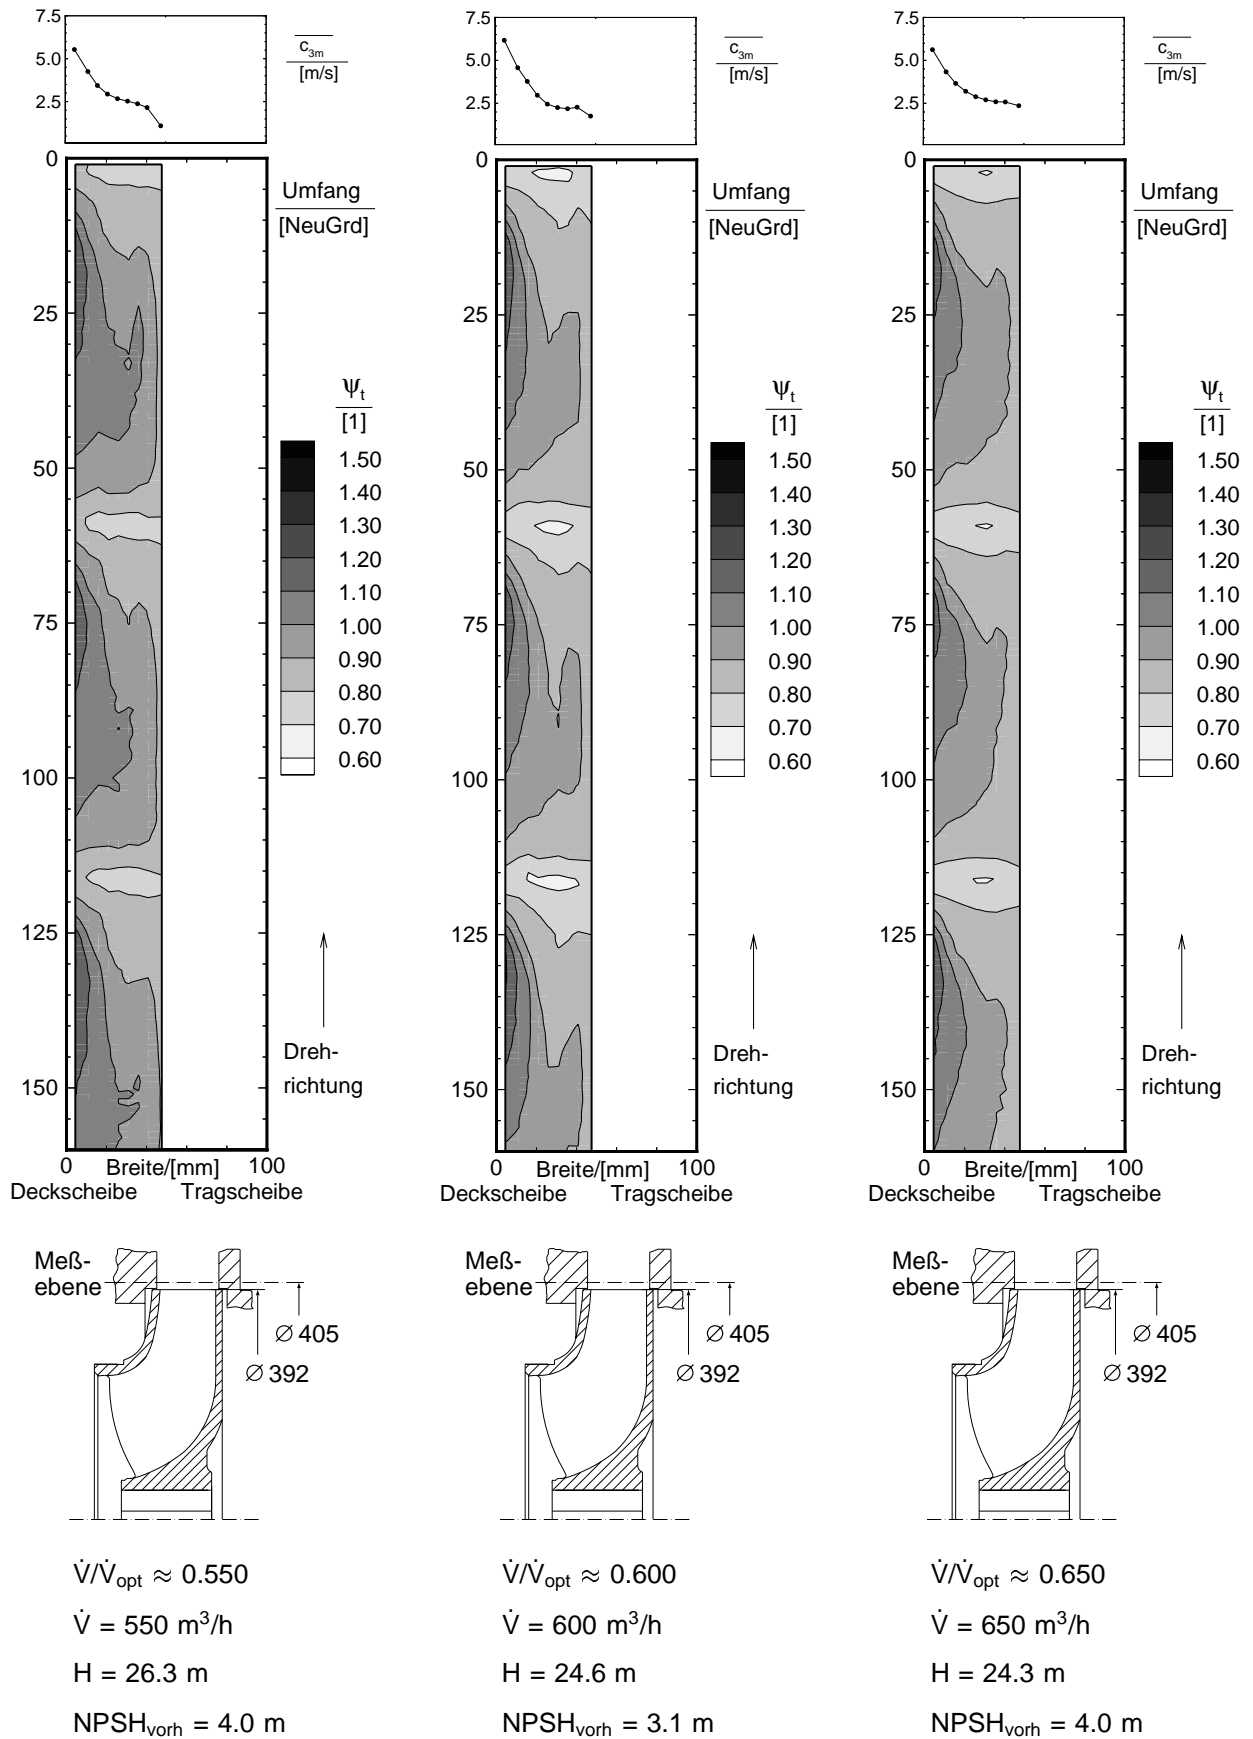 7.5
5.0
2.5
c3m
[m/s]
0
25
50
75
100
125
150
Umfang
[NeuGrd]
ψt
[1]
1.50
1.40
1.30
1.20
1.10
1.00
0.90
0.80
0.70
0.60
Dreh-
richtung
0 Breite/[mm] 100
Deckscheibe Tragscheibe
Meß-
ebene
∅ 405
∅ 392
V̇/V̇opt ≈ 0.550
V̇ = 550 m³/h
H = 26.3 m
NPSHvorh = 4.0 m
7.5
5.0
2.5
c3m
[m/s]
0
25
50
75
100
125
150
Umfang
[NeuGrd]
ψt
[1]
1.50
1.40
1.30
1.20
1.10
1.00
0.90
0.80
0.70
0.60
Dreh-
richtung
0 Breite/[mm] 100
Deckscheibe Tragscheibe
Meß-
ebene
∅ 405
∅ 392
V̇/V̇opt ≈ 0.600
V̇ = 600 m³/h
H = 24.6 m
NPSHvorh = 3.1 m
7.5
5.0
2.5
c3m
[m/s]
0
25
50
75
100
125
150
Umfang
[NeuGrd]
ψt
[1]
1.50
1.40
1.30
1.20
1.10
1.00
0.90
0.80
0.70
0.60
Dreh-
richtung
0 Breite/[mm] 100
Deckscheibe Tragscheibe
Meß-
ebene
∅ 405
∅ 392
V̇/V̇opt ≈ 0.650
V̇ = 650 m³/h
H = 24.3 m
NPSHvorh = 4.0 m